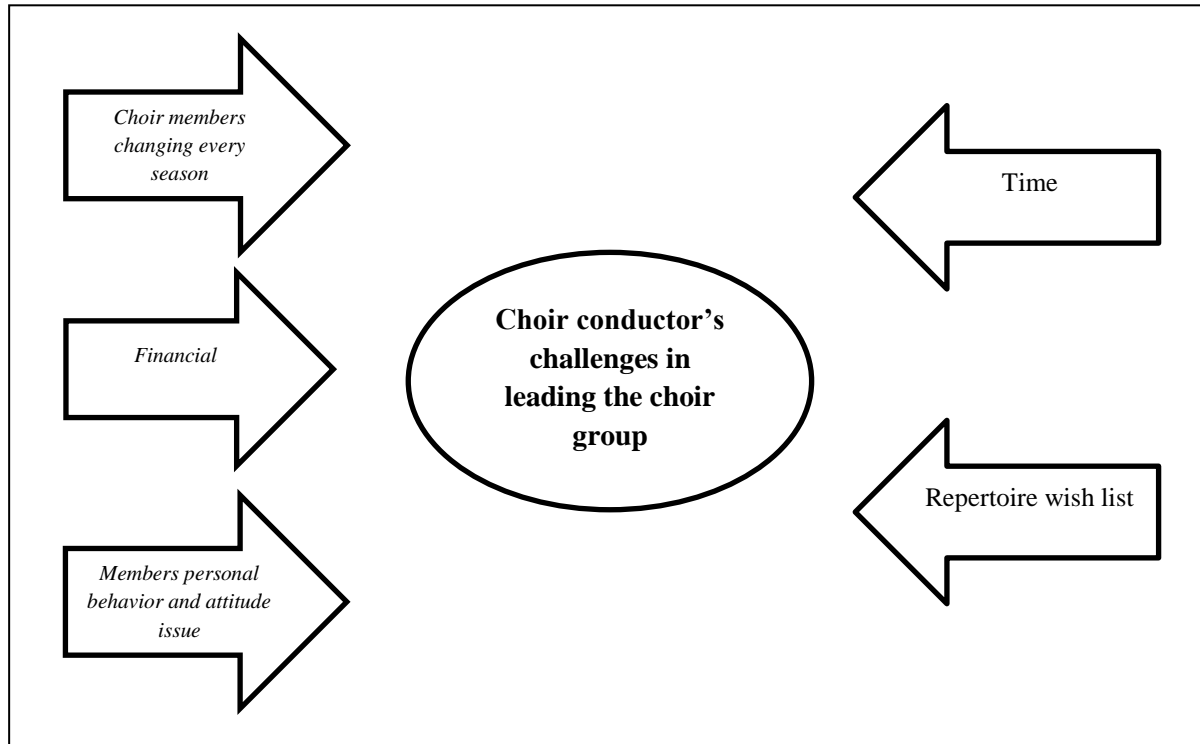 Choir members
changing every
season
Financial
Members personal
behavior and attitude
issue
Choir conductor’s
challenges in
leading the choir
group
Time
Repertoire wish list